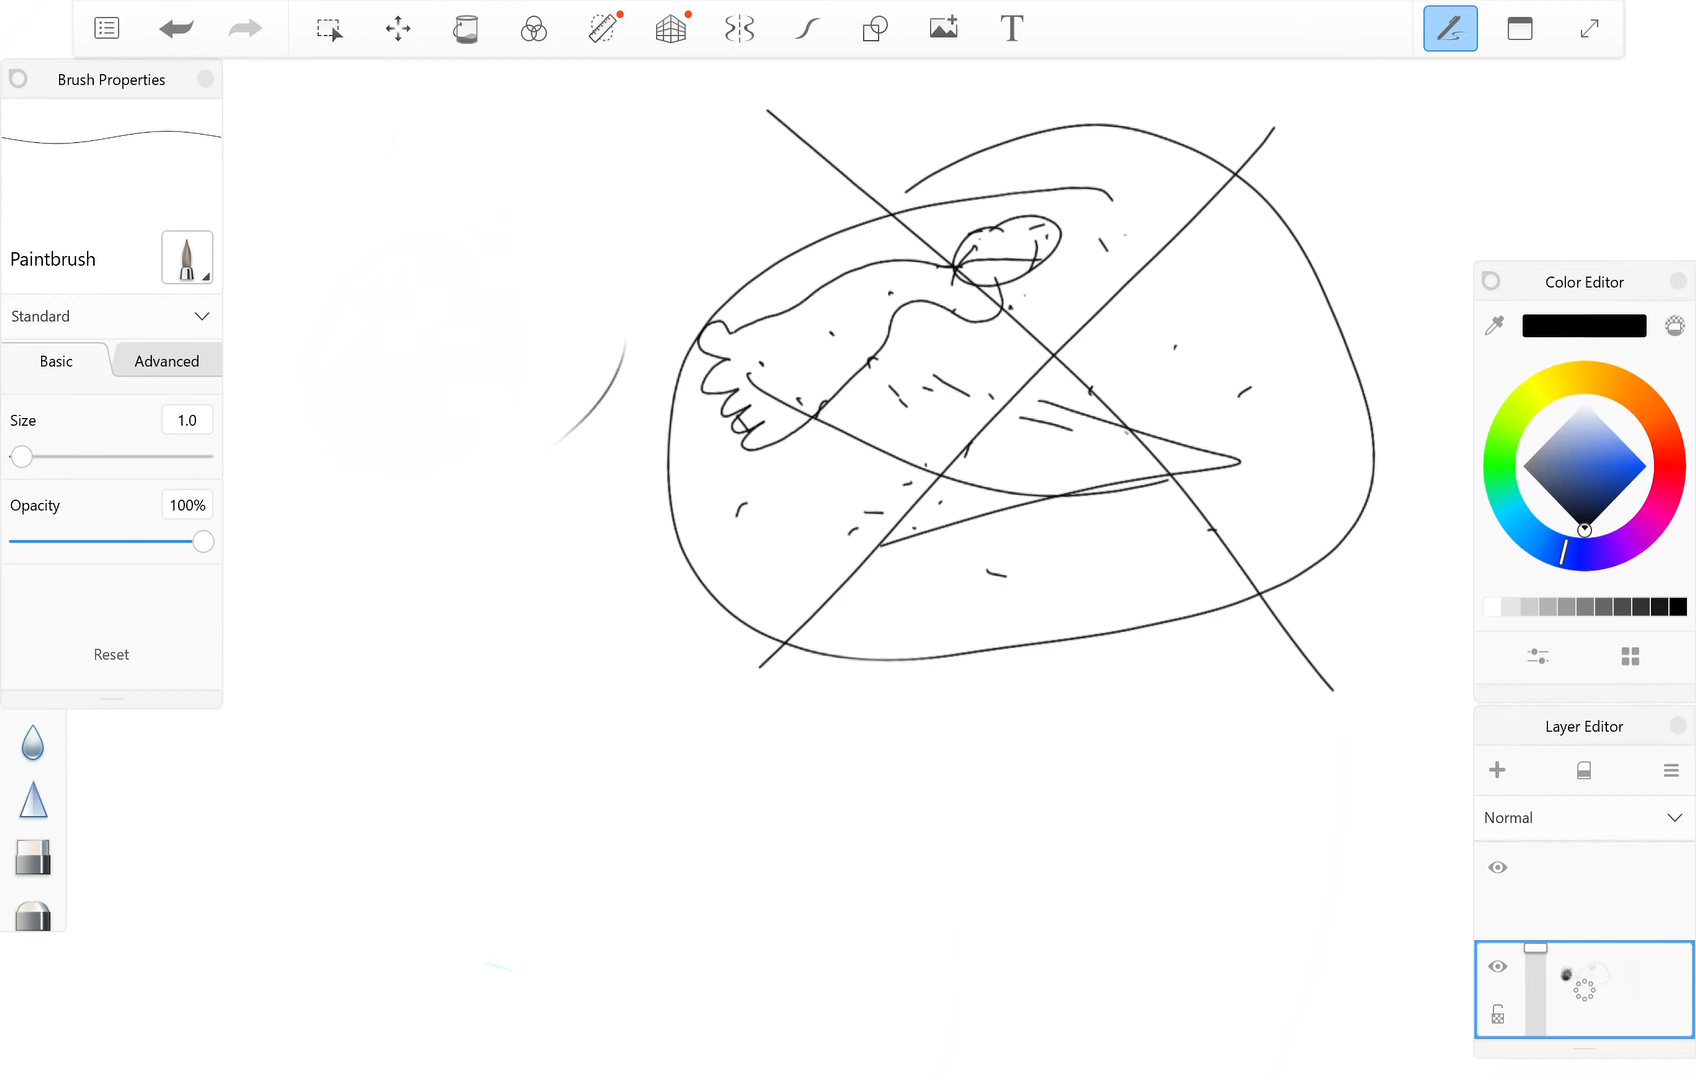 T
Brush Properties
Paintbrush
Standard
Basic
Advanced
Size
1.0
Opacity
100%
Reset
Color Editor
Layer Editor
Normal